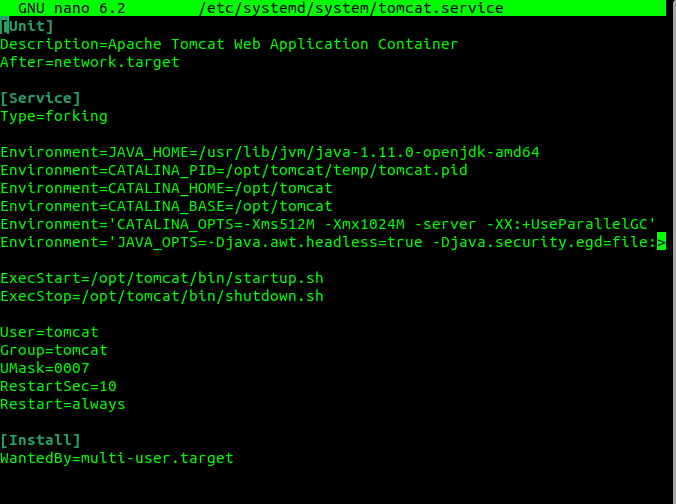 GNU nano 6.2 /etc/systemd/system/tomcat.service
[Unit]
Description=Apache Tomcat Web Application Container
After=network.target
[Service]
Type=forking
Environment=JAVA_HOME=/usr/lib/jvm/java-1.11.0-openjdk-amd64
Environment=CATALINA_PID=/opt/tomcat/temp/tomcat.pid
Environment=CATALINA_HOME=/opt/tomcat
Environment=CATALINA_BASE=/opt/tomcat
Environment='CATALINA_OPTS=-Xms512M -Xmx1024M -server -XX:+UseParallelGC'
Environment='JAVA_OPTS=-Djava.awt.headless=true -Djava.security.egd=file:>
ExecStart=/opt/tomcat/bin/startup.sh
ExecStop=/opt/tomcat/bin/shutdown.sh
User=tomcat
Group=tomcat
UMask=0007
RestartSec=10
Restart=always
[Install]
WantedBy=multi-user.target